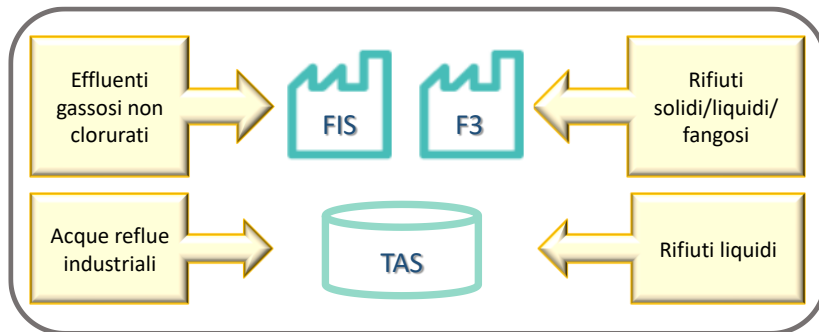 Effluenti
gassosi non
clorurati
FIS
F3
Rifiuti
solidi/liquidi/
fangosi
Acque reflue
industriali
TAS
Rifiuti liquidi